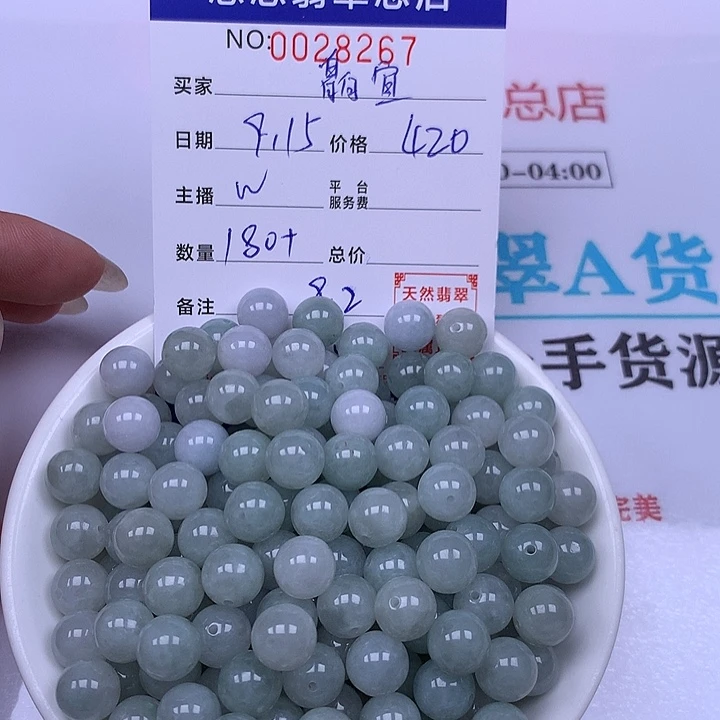 NO:0028267
买家
日期 9.15 价格 420
主播 W 平台服务费
数量 180+ 总价
备注 8.2
天然翡翠
总店
0-04:00
翠A货
手货源
完美